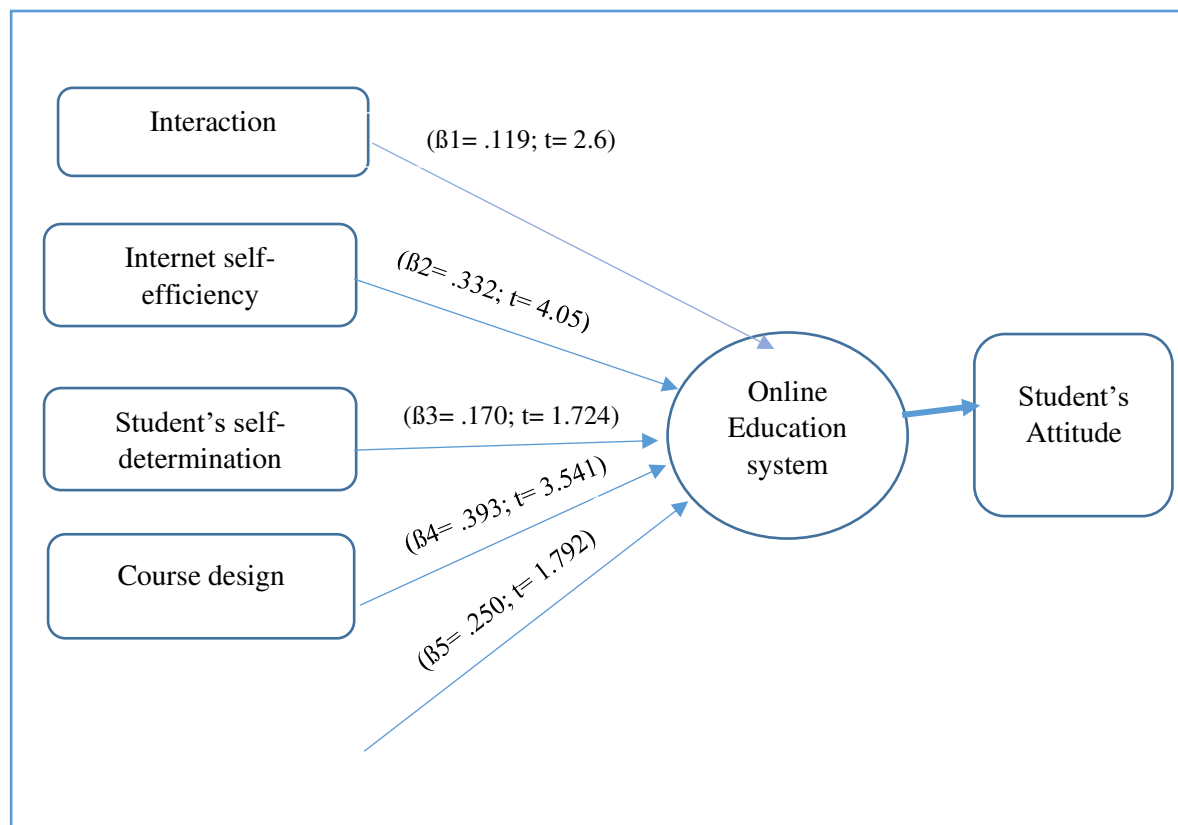 Interaction
(ß1= .119; t= 2.6)
Internet self-
efficiency
(ß2= .332; t= 4.05)
Student’s self-
determination
(ß3= .170; t= 1.724)
Course design
(ß4= .393; t= 3.541)
(ß5= .250; t= 1.792)
Online
Education
system
Student’s
Attitude